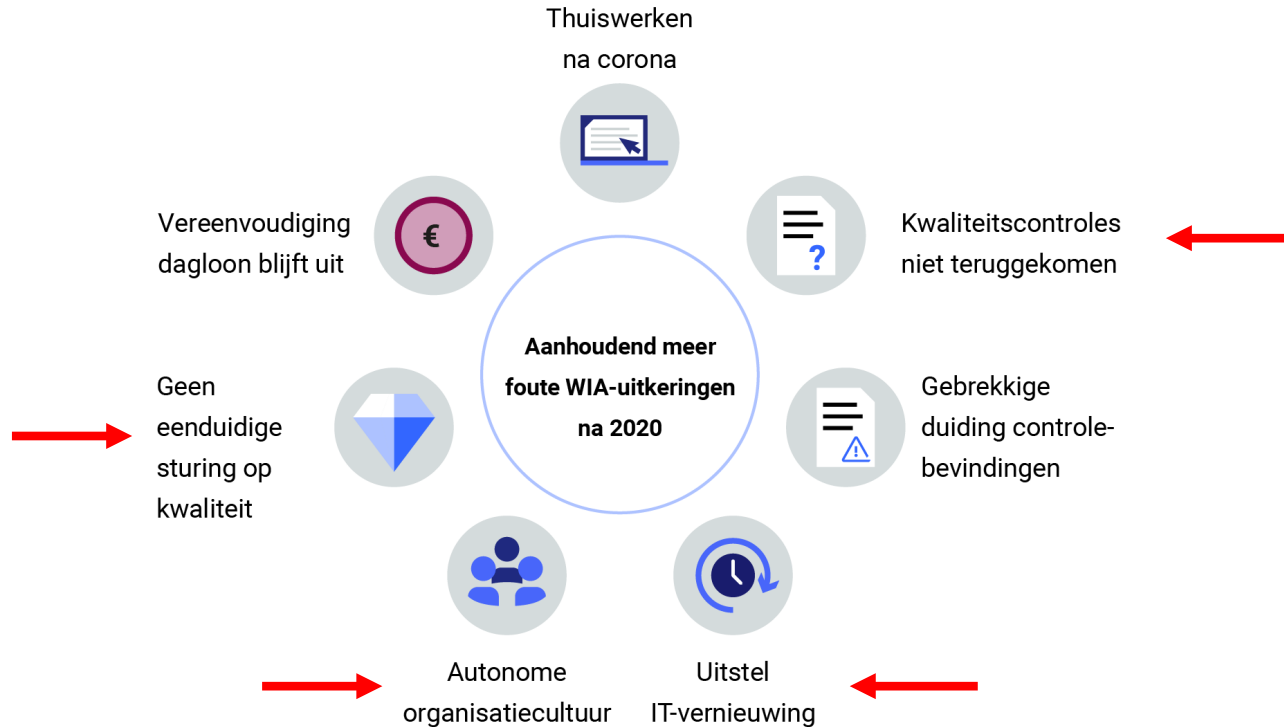 Thuiswerken
na corona
Kwaliteitscontroles
niet teruggekomen
?
Gebrekkige
duiding controle-
bevindingen
Uitstel
IT-vernieuwing
Autonome
organisatiecultuur
Geen
eenduidige
sturing op
kwaliteit
Vereenvoudiging
dagloon blijft uit
€
Aanhoudend meer
foute WIA-uitkeringen
na 2020